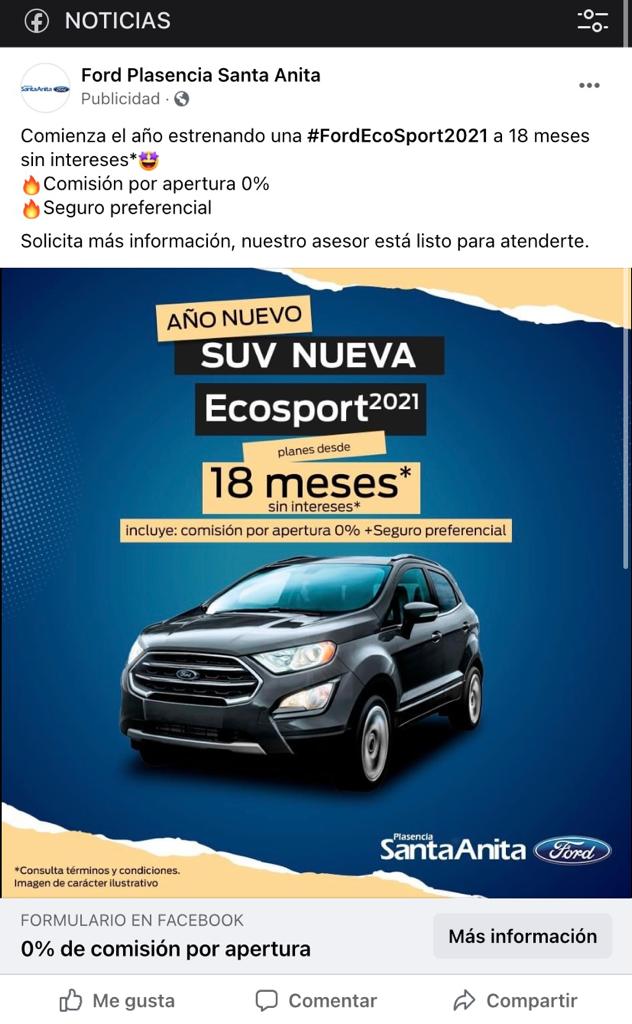 NOTICIAS
Ford Plasencia Santa Anita
Publicidad ·
Comienza el año estrenando una #FordEcoSport2021 a 18 meses
sin intereses*🤩
🔥Comisión por apertura 0%
🔥Seguro preferencial
Solicita más información, nuestro asesor está listo para atenderte.
AÑO NUEVO
SUV NUEVA
Ecosport²⁰²¹
planes desde
18 meses*
sin intereses*
incluye: comisión por apertura 0% +Seguro preferencial
Plasencia
SantaAnita Ford
*Consulta términos y condiciones.
Imagen de carácter ilustrativo
FORMULARIO EN FACEBOOK
0% de comisión por apertura
Más información
Me gusta
Comentar
Compartir